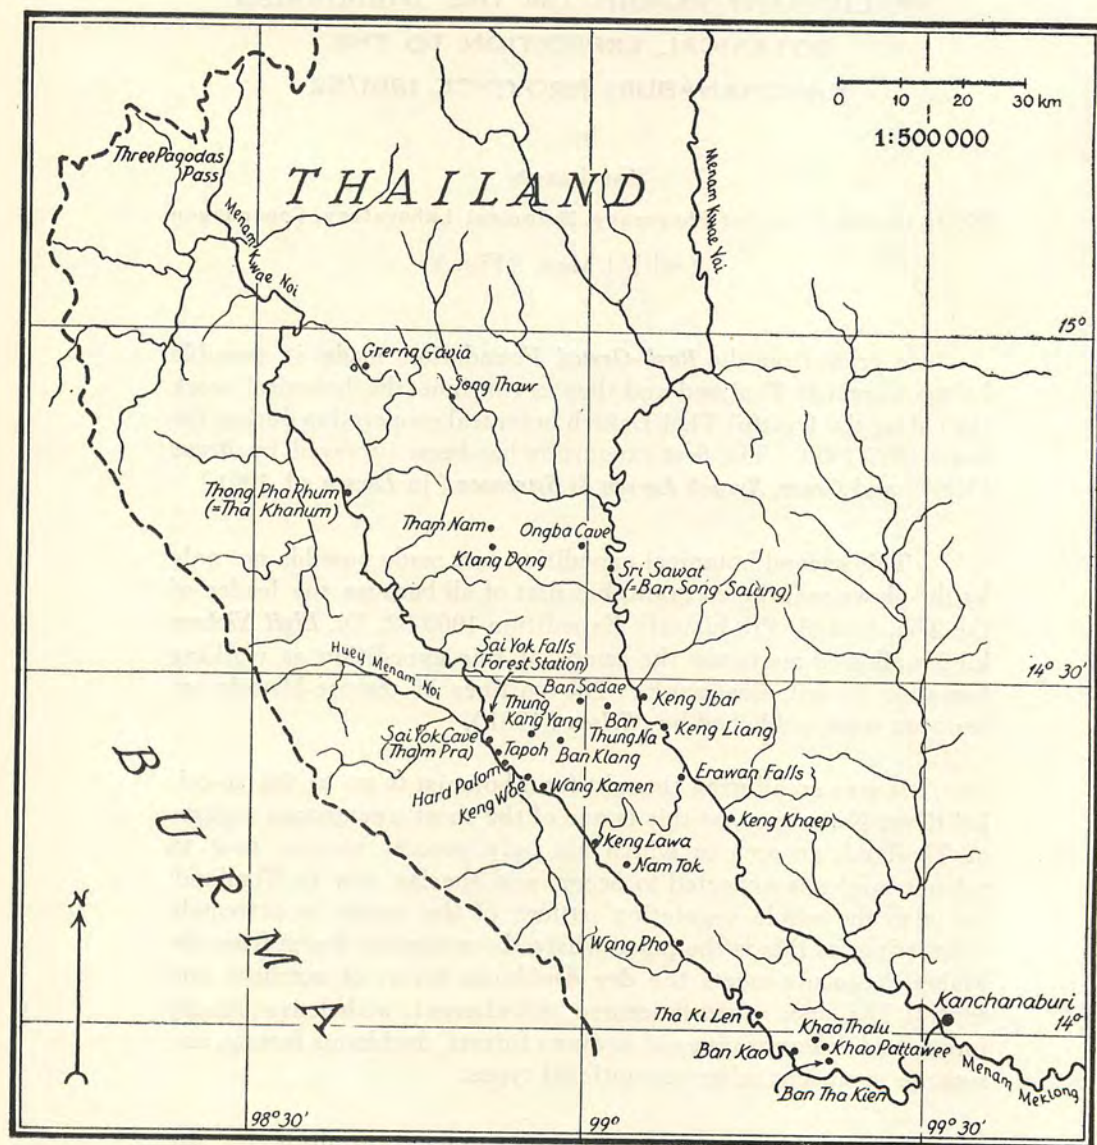 0 10 20 30 km
1:500000
Three Pagodas
Pass
THAILAND
Menam Kwae Noi
Menam Kwae Yai
15°
Grerng Gavia
Song Thaw
Thong Pha Phum
(=Tha Khanum)
Tham Nam
Klang Dong
Ongba Cave
Sri Sawat
(=Ban Song Salung)
Sai Yok Falls
(Forest Station)
Huey Menam Noi
14° 30'
Ban Sadae
Keng Jbar
Thung
Kang Yang
Ban
Thung Na
Keng Liang
Sai Yok Cave
(Tham Pra)
Tapoh
Ban Klang
Hard Palom
Keng Woe
Wang Kamen
Erawan Falls
Keng Khaep
BURMA
Keng Lawa
Nam Tok
N
Wang Pho
Kanchanaburi
14°
Tha Ki Len
Khao Thalu
Khao Pattawee
Ban Kao
Ban Tha Kien
Menam
Meklong
98° 30'
99°
99° 30'